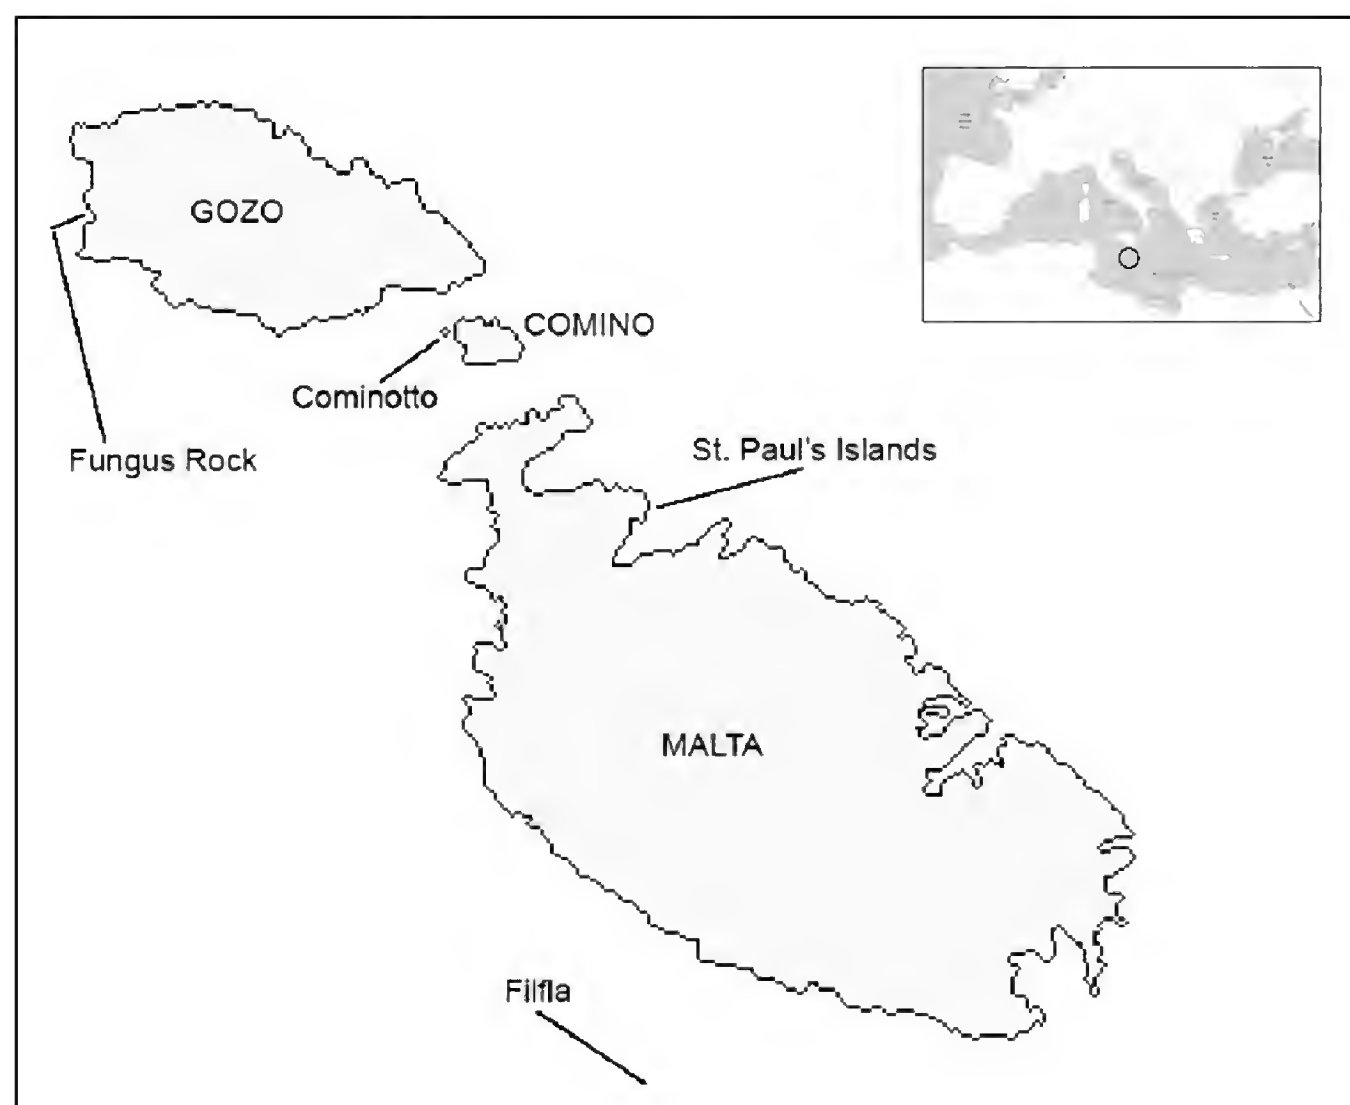 GOZO
COMINO
Cominotto
Fungus Rock
St. Paul's Islands
MALTA
Filfla